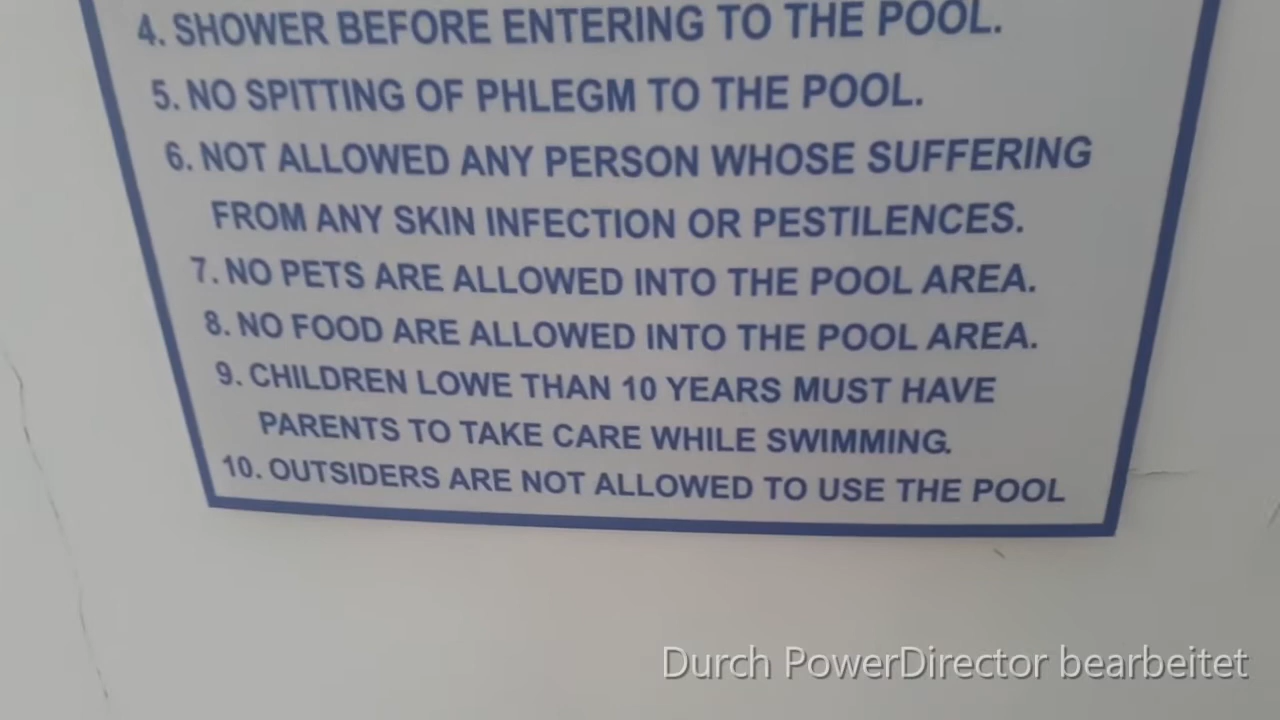 4. SHOWER BEFORE ENTERING TO THE POOL.
5. NO SPITTING OF PHLEGM TO THE POOL.
6. NOT ALLOWED ANY PERSON WHOSE SUFFERING
FROM ANY SKIN INFECTION OR PESTILENCES.
7. NO PETS ARE ALLOWED INTO THE POOL AREA.
8. NO FOOD ARE ALLOWED INTO THE POOL AREA.
9. CHILDREN LOWE THAN 10 YEARS MUST HAVE
PARENTS TO TAKE CARE WHILE SWIMMING.
10. OUTSIDERS ARE NOT ALLOWED TO USE THE POOL
Durch PowerDirector bearbeitet